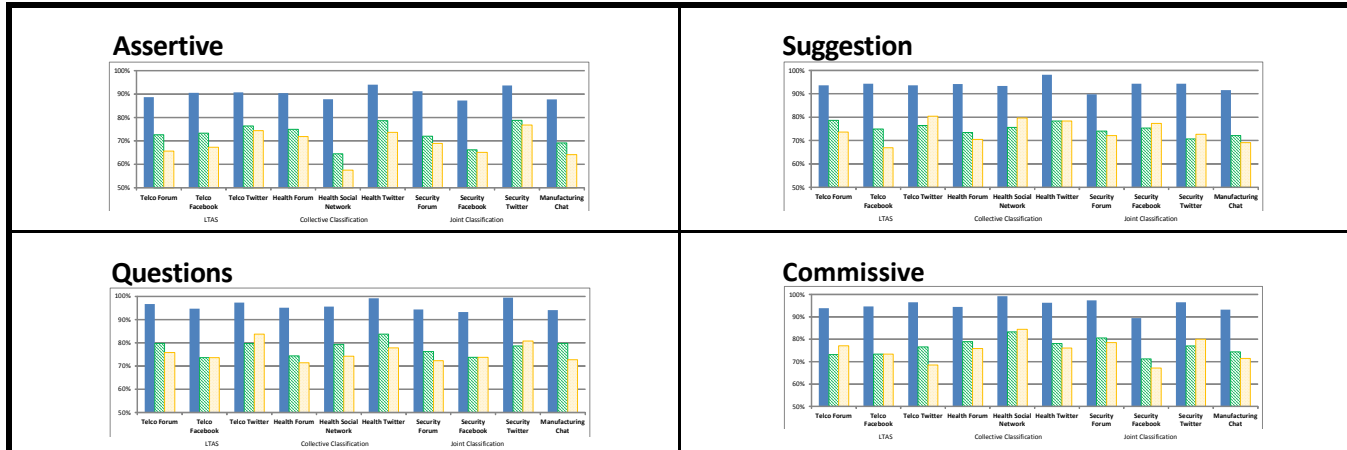 Assertive
100%
90%
80%
70%
60%
50%
Telco Forum Telco Facebook Telco Twitter Health Forum Health Social Network Health Twitter Security Forum Security Facebook Security Twitter Manufacturing Chat
LTAS Collective Classification Joint Classification
Suggestion
100%
90%
80%
70%
60%
50%
Telco Forum Telco Facebook Telco Twitter Health Forum Health Social Network Health Twitter Security Forum Security Facebook Security Twitter Manufacturing Chat
LTAS Collective Classification Joint Classification
Questions
100%
90%
80%
70%
60%
50%
Telco Forum Telco Facebook Telco Twitter Health Forum Health Social Network Health Twitter Security Forum Security Facebook Security Twitter Manufacturing Chat
LTAS Collective Classification Joint Classification
Commissive
100%
90%
80%
70%
60%
50%
Telco Forum Telco Facebook Telco Twitter Health Forum Health Social Network Health Twitter Security Forum Security Facebook Security Twitter Manufacturing Chat
LTAS Collective Classification Joint Classification